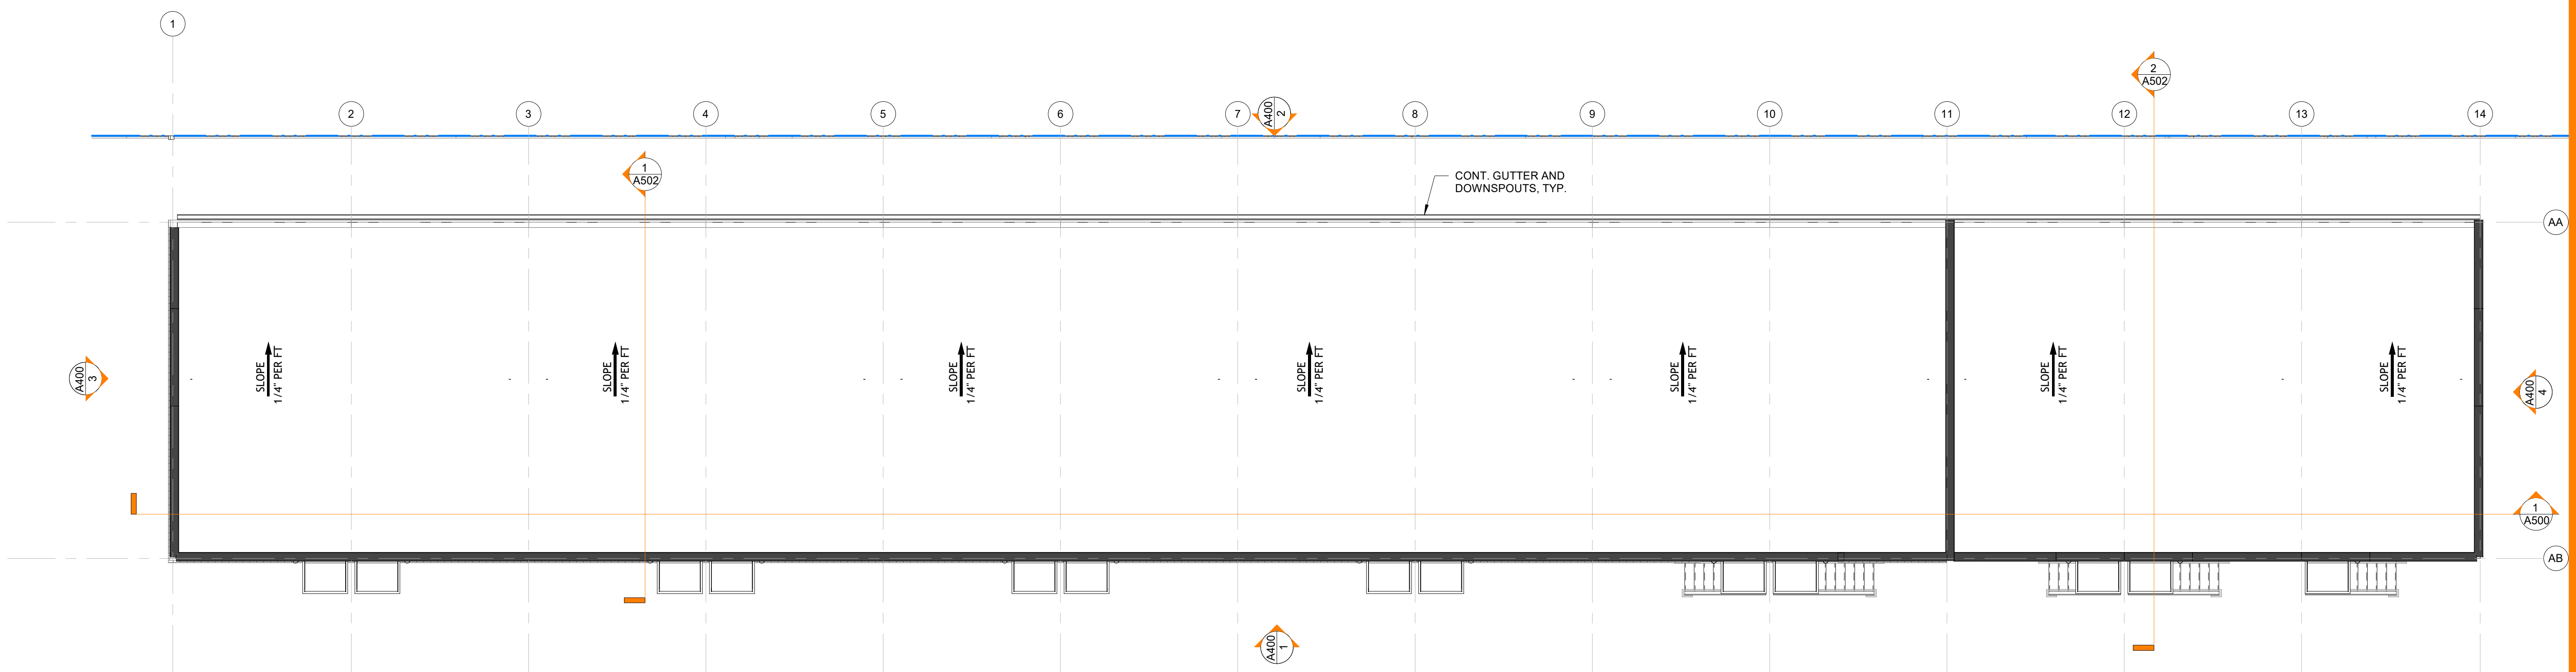 1
2
A502
2
3
4
5
6
7
A400
2
8
9
10
11
12
13
14
1
A502
CONT. GUTTER AND
DOWNSPOUTS, TYP.
AA
SLOPE
1/4" PER FT
SLOPE
1/4" PER FT
SLOPE
1/4" PER FT
SLOPE
1/4" PER FT
SLOPE
1/4" PER FT
SLOPE
1/4" PER FT
SLOPE
1/4" PER FT
A400
3
A400
4
1
A500
AB
A400
1